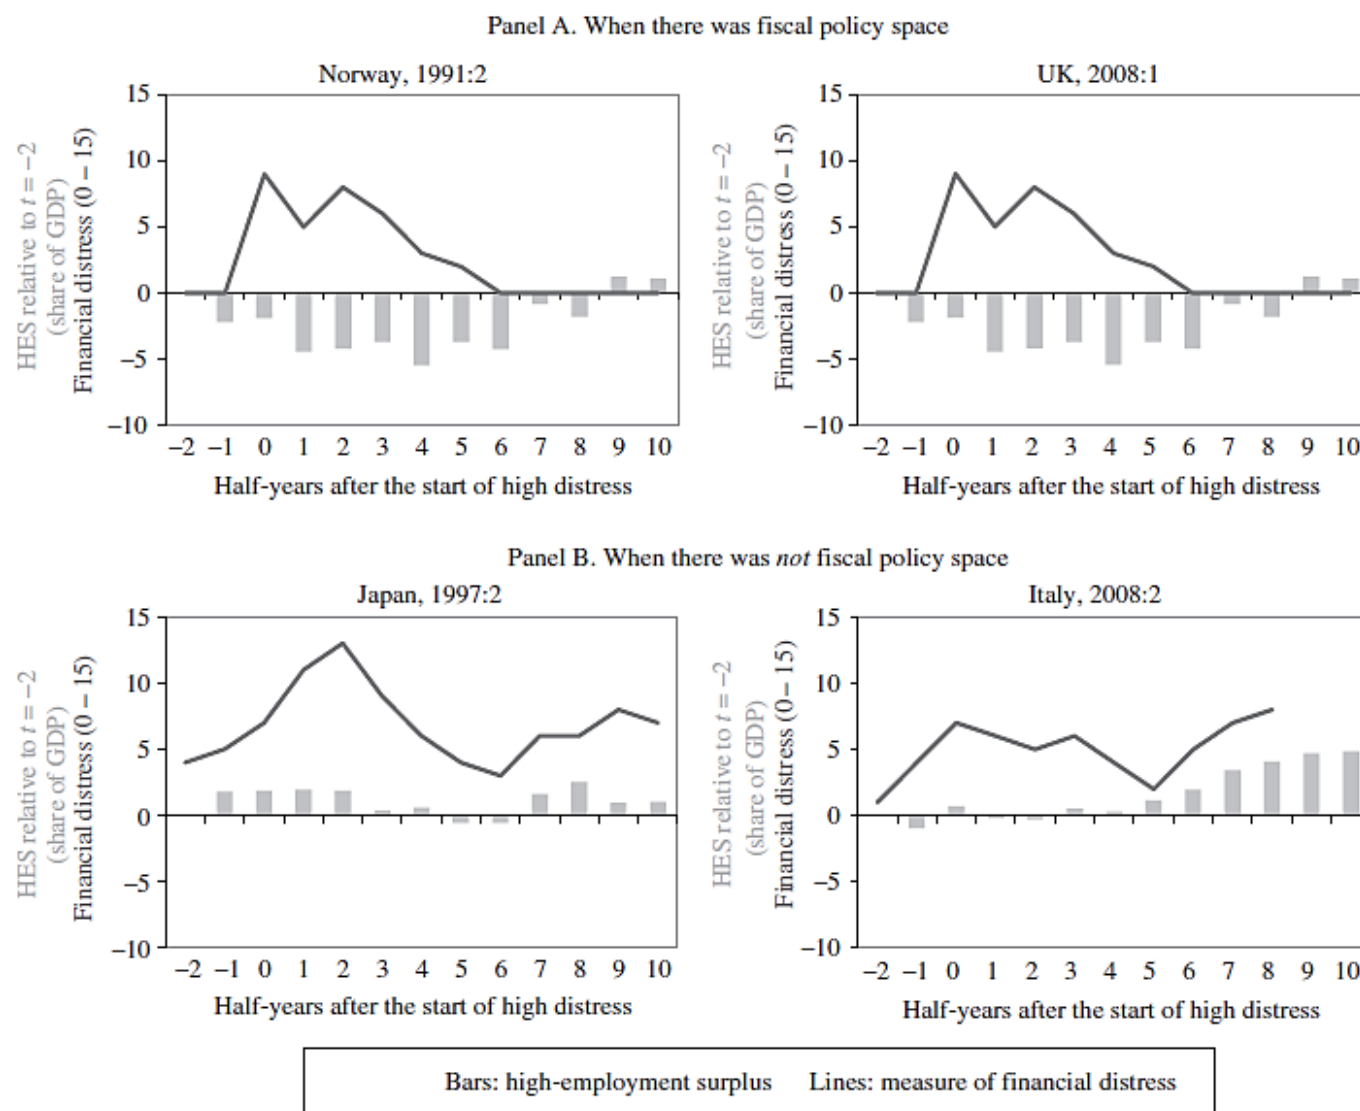 Panel A. When there was fiscal policy space
Norway, 1991:2
HES relative to t = −2
(share of GDP)
Financial distress (0 – 15)
15
10
5
0
−5
−10
−2 −1 0 1 2 3 4 5 6 7 8 9 10
Half-years after the start of high distress
UK, 2008:1
HES relative to t = −2
(share of GDP)
Financial distress (0 – 15)
15
10
5
0
−5
−10
−2 −1 0 1 2 3 4 5 6 7 8 9 10
Half-years after the start of high distress
Panel B. When there was not fiscal policy space
Japan, 1997:2
HES relative to t = −2
(share of GDP)
Financial distress (0 – 15)
15
10
5
0
−5
−10
−2 −1 0 1 2 3 4 5 6 7 8 9 10
Half-years after the start of high distress
Italy, 2008:2
HES relative to t = −2
(share of GDP)
Financial distress (0 – 15)
15
10
5
0
−5
−10
−2 −1 0 1 2 3 4 5 6 7 8 9 10
Half-years after the start of high distress
Bars: high-employment surplus Lines: measure of financial distress